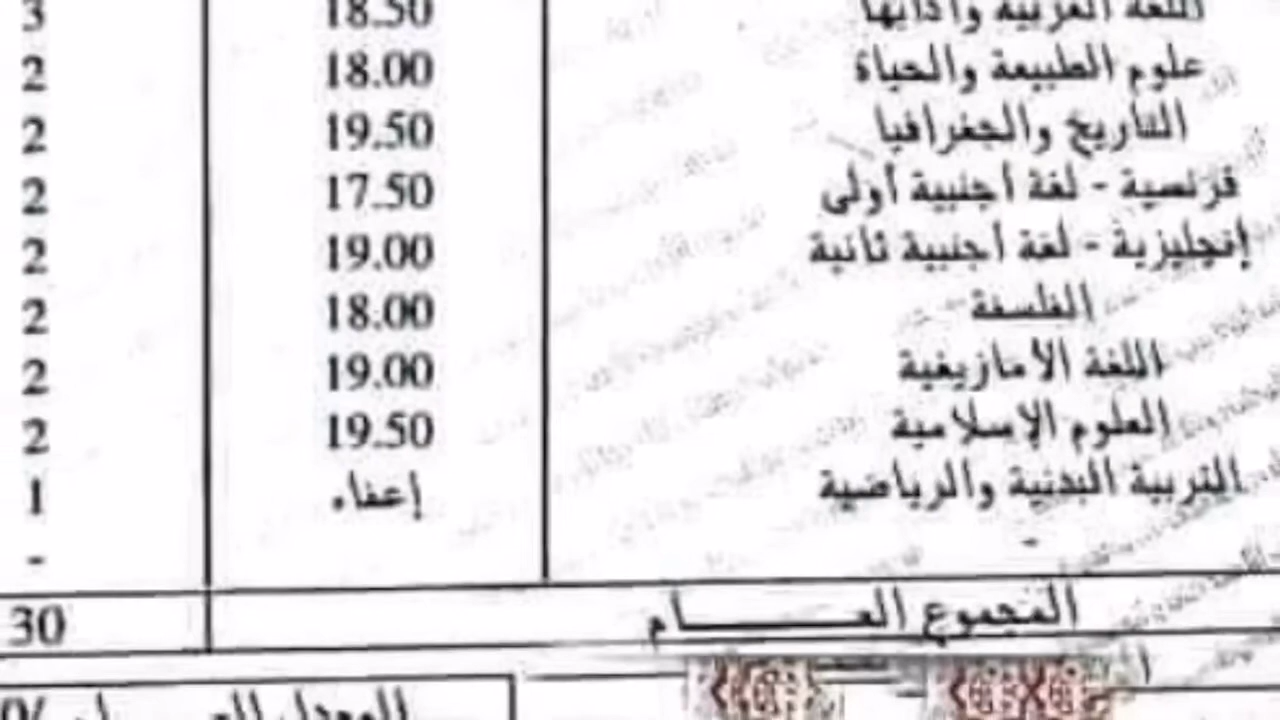 اللغة العربية وآدابها 18.50 3
علوم الطبيعة والحياة 18.00 2
التاريخ والجغرافيا 19.50 2
فرنسية - لغة أجنبية أولى 17.50 2
إنجليزية - لغة أجنبية ثانية 19.00 2
الفلسفة 18.00 2
اللغة الأمازيغية 19.00 2
العلوم الإسلامية 19.50 2
التربية البدنية والرياضية إعفاء 1
- -
المجموع العـــــــــام 30